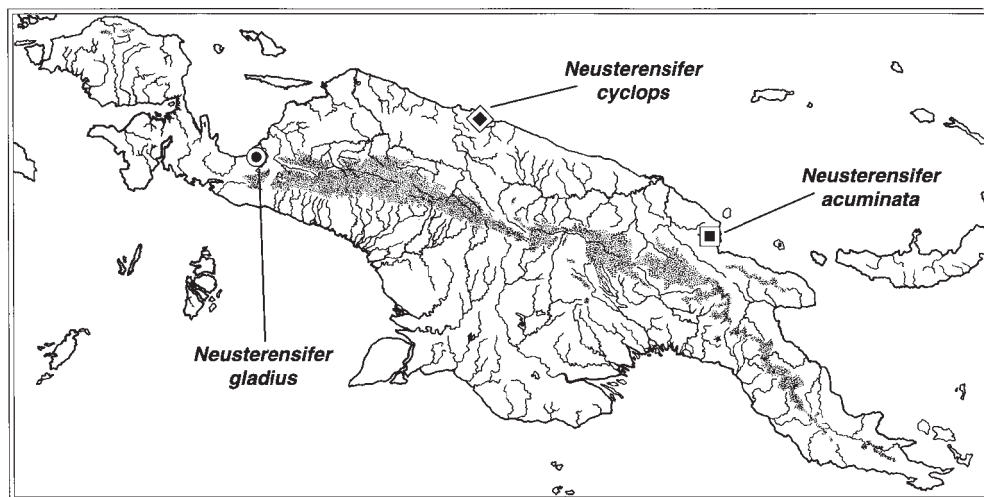 Neusterensifer
cyclops
Neusterensifer
acuminata
Neusterensifer
gladius